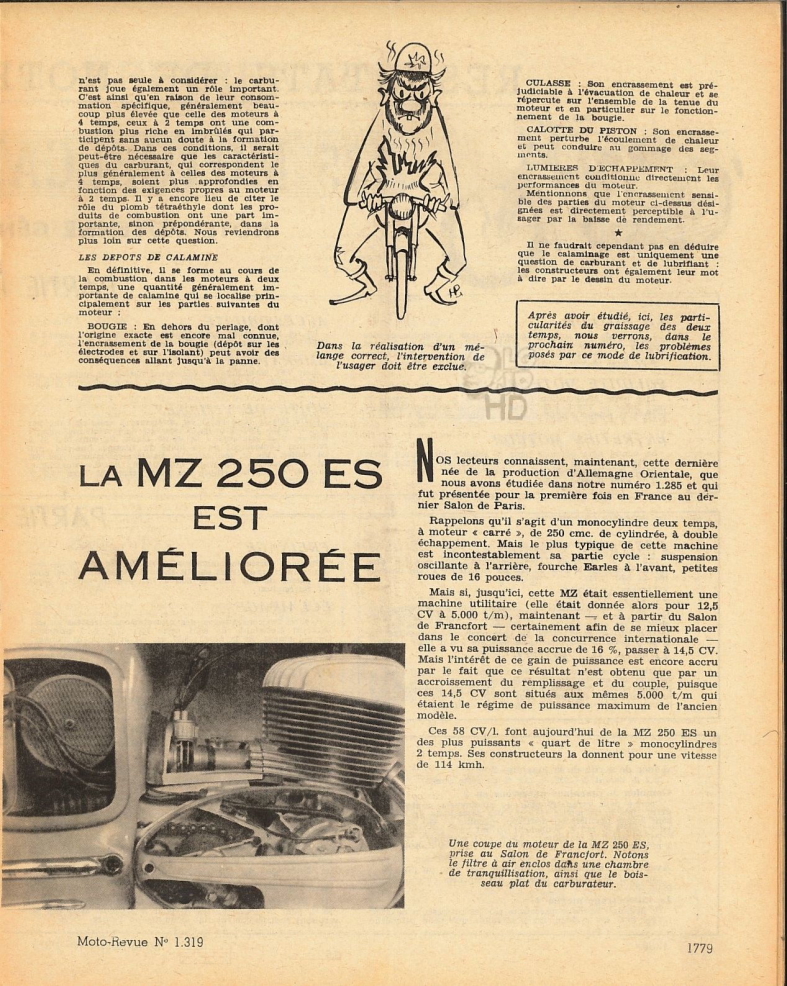 n'est pas seule à considérer : le carbu-
rant joue également un rôle important.
C'est ainsi qu'en raison de leur consom-
mation spécifique, généralement beau-
coup plus élevée que celle des moteurs à
4 temps, ceux à 2 temps ont une com-
bustion plus riche en imbrûlés qui par-
ticipent sans aucun doute à la formation
de dépôts. Dans ces conditions, il serait
peut-être nécessaire que les caractéristi-
ques du carburant, qui correspondent le
plus généralement à celles des moteurs à
4 temps, soient plus approfondies en
fonction des exigences propres au moteur
à 2 temps. Il y a encore lieu de citer le
rôle du plomb tétraéthyle dont les pro-
duits de combustion ont une part im-
portante, sinon prépondérante, dans la
formation des dépôts. Nous reviendrons
plus loin sur cette question.
LES DEPOTS DE CALAMINE
En définitive, il se forme au cours de
la combustion dans les moteurs à deux
temps, une quantité généralement im-
portante de calamine qui se localise prin-
cipalement sur les parties suivantes du
moteur :
BOUGIE : En dehors du perlage, dont
l'origine exacte est encore mal connue,
l'encrassement de la bougie (dépôt sur les
électrodes et sur l'isolant) peut avoir des
conséquences allant jusqu'à la panne.
HB
Dans la réalisation d'un mé-
lange correct, l'intervention de
l'usager doit être exclue.
CULASSE : Son encrassement est pré-
judiciable à l'évacuation de chaleur et se
répercute sur l'ensemble de la tenue du
moteur et en particulier sur le fonction-
nement de la bougie.
CALOTTE DU PISTON : Son encrasse-
ment perturbe l'écoulement de chaleur
et peut conduire au gommage des seg-
ments.
LUMIERES D'ECHAPPEMENT : Leur
encrassement conditionne directement les
performances du moteur.
Mentionnons que l'encrassement sensi-
ble des parties du moteur ci-dessus dési-
gnées est directement perceptible à l'u-
sager par la baisse de rendement.
★
Il ne faudrait cependant pas en déduire
que le calaminage est uniquement une
question de carburant et de lubrifiant :
les constructeurs ont également leur mot
à dire par le dessin du moteur.
Après avoir étudié, ici, les parti-
cularités du graissage des deux
temps, nous verrons, dans le
prochain numéro, les problèmes
posés par ce mode de lubrification.
HD
LA MZ 250 ES
EST
AMÉLIORÉE
NOS lecteurs connaissent, maintenant, cette dernière
née de la production d'Allemagne Orientale, que
nous avons étudiée dans notre numéro 1.285 et qui
fut présentée pour la première fois en France au der-
nier Salon de Paris.
Rappelons qu'il s'agit d'un monocylindre deux temps,
à moteur « carré », de 250 cmc. de cylindrée, à double
échappement. Mais le plus typique de cette machine
est incontestablement sa partie cycle : suspension
oscillante à l'arrière, fourche Earles à l'avant, petites
roues de 16 pouces.
Mais si, jusqu'ici, cette MZ était essentiellement une
machine utilitaire (elle était donnée alors pour 12,5
CV à 5.000 t/m), maintenant — et à partir du Salon
de Francfort — certainement afin de se mieux placer
dans le concert de la concurrence internationale —
elle a vu sa puissance accrue de 16 %, passer à 14,5 CV.
Mais l'intérêt de ce gain de puissance est encore accru
par le fait que ce résultat n'est obtenu que par un
accroissement du remplissage et du couple, puisque
ces 14,5 CV sont situés aux mêmes 5.000 t/m qui
étaient le régime de puissance maximum de l'ancien
modèle.
Ces 58 CV/l. font aujourd'hui de la MZ 250 ES un
des plus puissants « quart de litre » monocylindres
2 temps. Ses constructeurs la donnent pour une vitesse
de 114 kmh.
Une coupe du moteur de la MZ 250 ES,
prise au Salon de Francfort. Notons
le filtre à air enclos dans une chambre
de tranquillisation, ainsi que le bois-
seau plat du carburateur.
Moto-Revue N° 1.319
1779